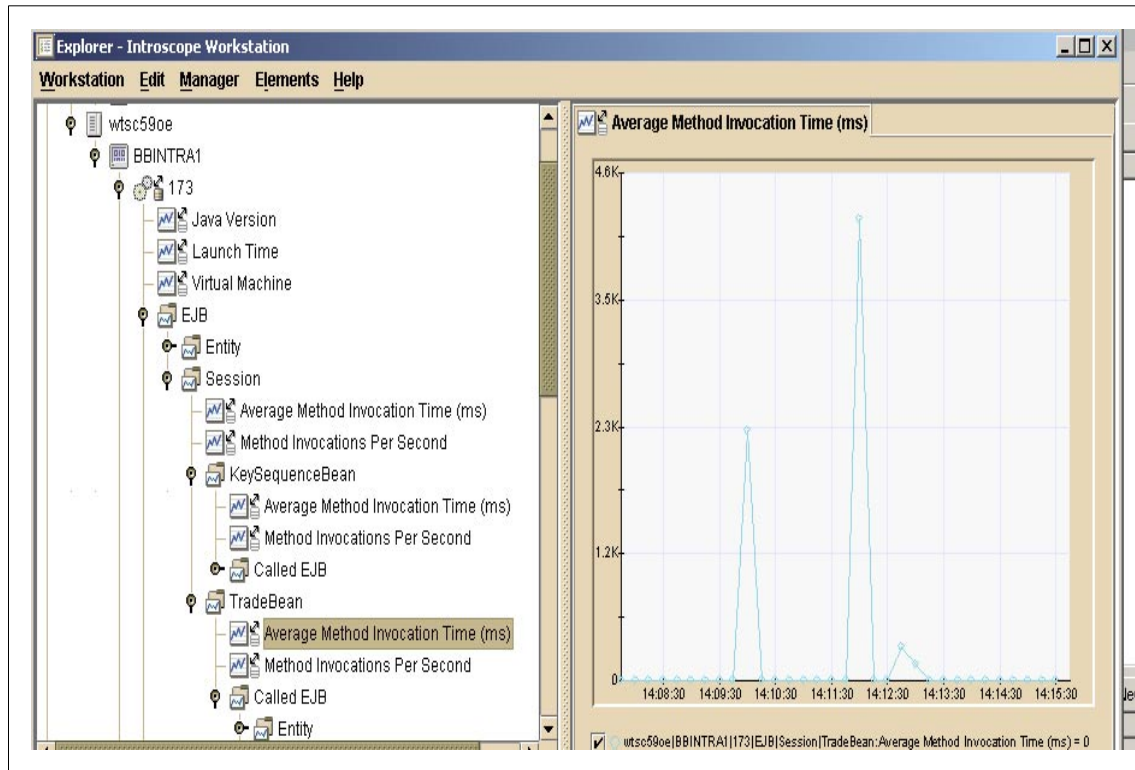 Explorer - Introscope Workstation
Workstation Edit Manager Elements Help
wtsc59oe
BBINTRA1
173
Java Version
Launch Time
Virtual Machine
EJB
Entity
Session
Average Method Invocation Time (ms)
Method Invocations Per Second
KeySequenceBean
Average Method Invocation Time (ms)
Method Invocations Per Second
Called EJB
TradeBean
Average Method Invocation Time (ms)
Method Invocations Per Second
Called EJB
Entity
Average Method Invocation Time (ms)
4.6K
3.5K
2.3K
1.2K
0
14:08:30 14:09:30 14:10:30 14:11:30 14:12:30 14:13:30 14:14:30 14:15:30
wtsc59oe|BBINTRA1|173|EJB|Session|TradeBean:Average Method Invocation Time (ms) = 0